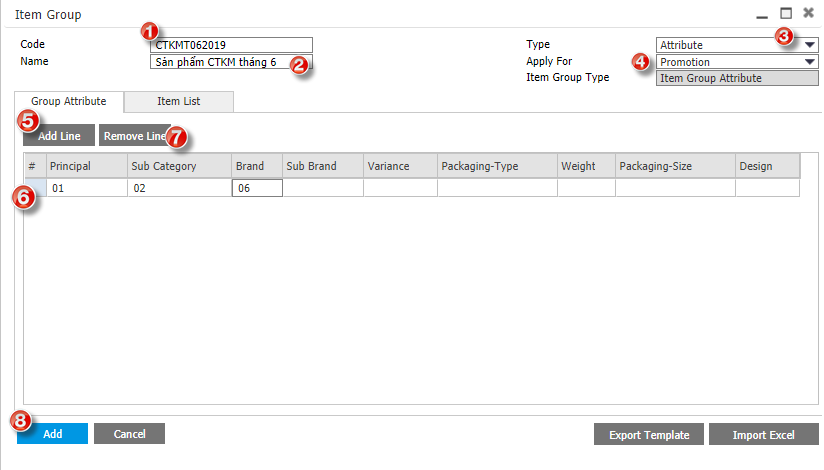 Item Group
1
Code CTKMT062019
Name Sản phẩm CTKM tháng 6 2
3
Type Attribute
4
Apply For Promotion
Item Group Type Item Group Attribute
Group Attribute Item List
5 7
Add Line Remove Line
# Principal Sub Category Brand Sub Brand Variance Packaging-Type Weight Packaging-Size Design
6 01 02 06
8
Add Cancel Export Template Import Excel